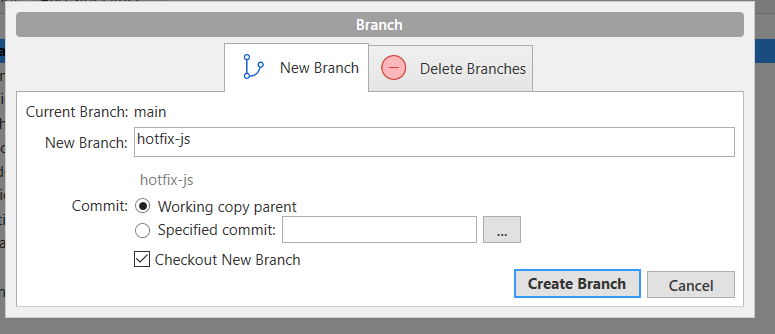 Branch
New Branch
Delete Branches
Current Branch: main
New Branch: hotfix-js
hotfix-js
Commit: Working copy parent
Specified commit: ...
Checkout New Branch
Create Branch Cancel